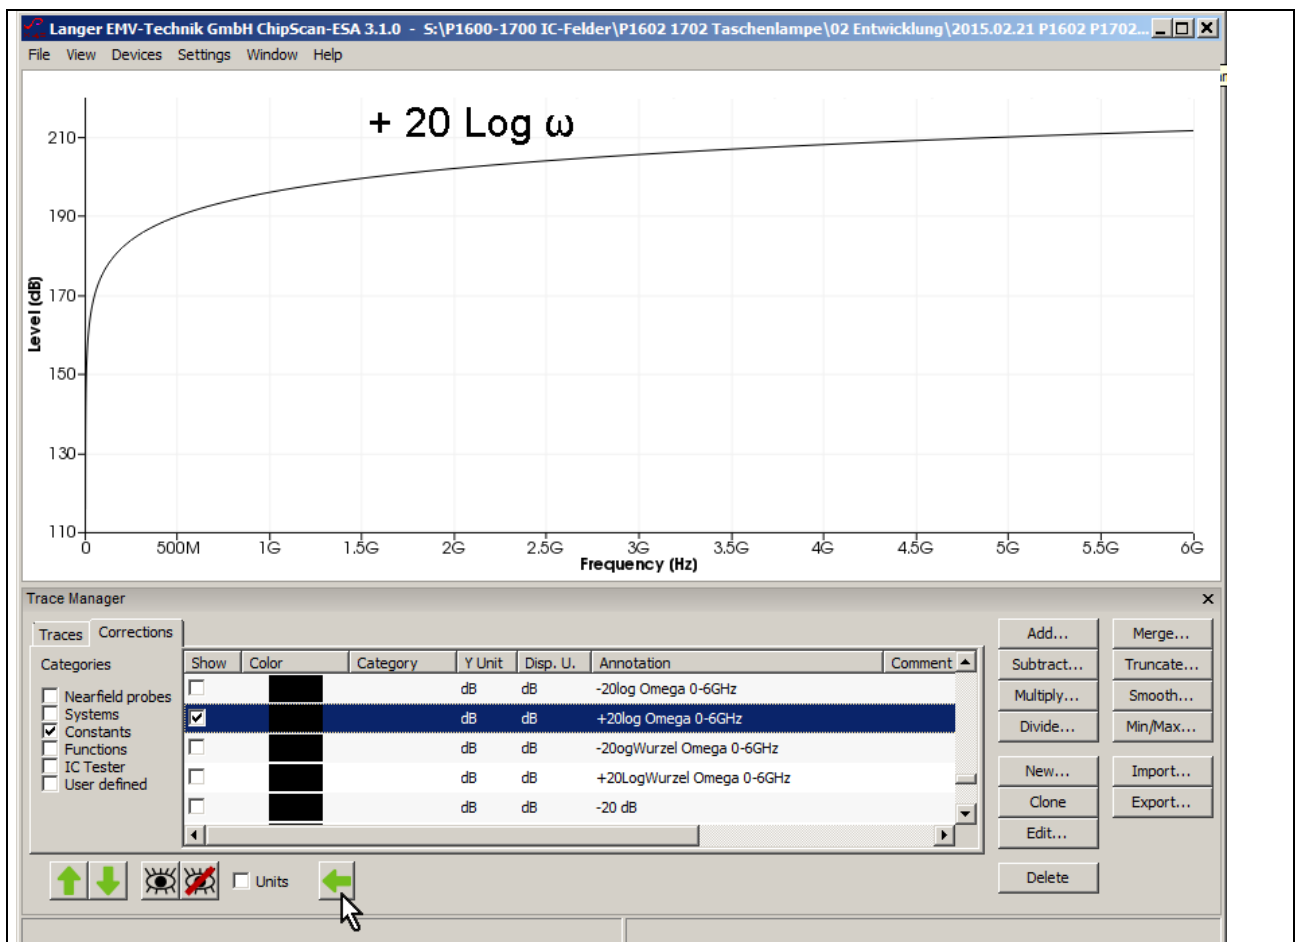 Langer EMV-Technik GmbH ChipScan-ESA 3.1.0 - S:\P1600-1700 IC-Felder\P1602 1702 Taschenlampe\02 Entwicklung\2015.02.21 P1602 P1702...
File View Devices Settings Window Help
+ 20 Log ω
210
190
170
150
130
110
Level (dB)
0 500M 1G 1.5G 2G 2.5G 3G 3.5G 4G 4.5G 5G 5.5G 6G
Frequency (Hz)
Trace Manager
Traces Corrections
Categories
Nearfield probes
Systems
Constants
Functions
IC Tester
User defined
Show Color Category Y Unit Disp. U. Annotation Comment
dB dB -20log Omega 0-6GHz
dB dB +20log Omega 0-6GHz
dB dB -20ogWurzel Omega 0-6GHz
dB dB +20LogWurzel Omega 0-6GHz
dB dB -20 dB
Add... Merge...
Subtract... Truncate...
Multiply... Smooth...
Divide... Min/Max...
New... Import...
Clone Export...
Edit...
Delete
Units